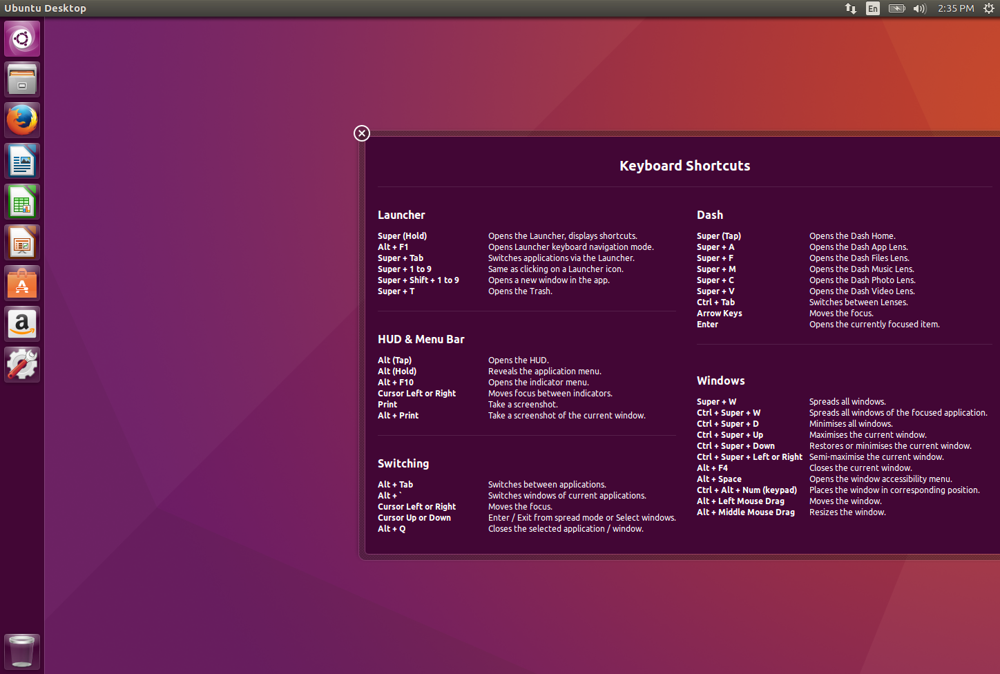 Ubuntu Desktop
En
2:35 PM
Keyboard Shortcuts
Launcher
Super (Hold) Opens the Launcher, displays shortcuts.
Alt + F1 Opens Launcher keyboard navigation mode.
Super + Tab Switches applications via the Launcher.
Super + 1 to 9 Same as clicking on a Launcher icon.
Super + Shift + 1 to 9 Opens a new window in the app.
Super + T Opens the Trash.
HUD & Menu Bar
Alt (Tap) Opens the HUD.
Alt (Hold) Reveals the application menu.
Alt + F10 Opens the indicator menu.
Cursor Left or Right Moves focus between indicators.
Print Take a screenshot.
Alt + Print Take a screenshot of the current window.
Switching
Alt + Tab Switches between applications.
Alt + ` Switches windows of current applications.
Cursor Left or Right Moves the focus.
Cursor Up or Down Enter / Exit from spread mode or Select windows.
Alt + Q Closes the selected application / window.
Dash
Super (Tap) Opens the Dash Home.
Super + A Opens the Dash App Lens.
Super + F Opens the Dash Files Lens.
Super + M Opens the Dash Music Lens.
Super + C Opens the Dash Photo Lens.
Super + V Opens the Dash Video Lens.
Ctrl + Tab Switches between Lenses.
Arrow Keys Moves the focus.
Enter Opens the currently focused item.
Windows
Super + W Spreads all windows.
Ctrl + Super + W Spreads all windows of the focused application.
Ctrl + Super + D Minimises all windows.
Ctrl + Super + Up Maximises the current window.
Ctrl + Super + Down Restores or minimises the current window.
Ctrl + Super + Left or Right Semi-maximise the current window.
Alt + F4 Closes the current window.
Alt + Space Opens the window accessibility menu.
Ctrl + Alt + Num (keypad) Places the window in corresponding position.
Alt + Left Mouse Drag Moves the window.
Alt + Middle Mouse Drag Resizes the window.